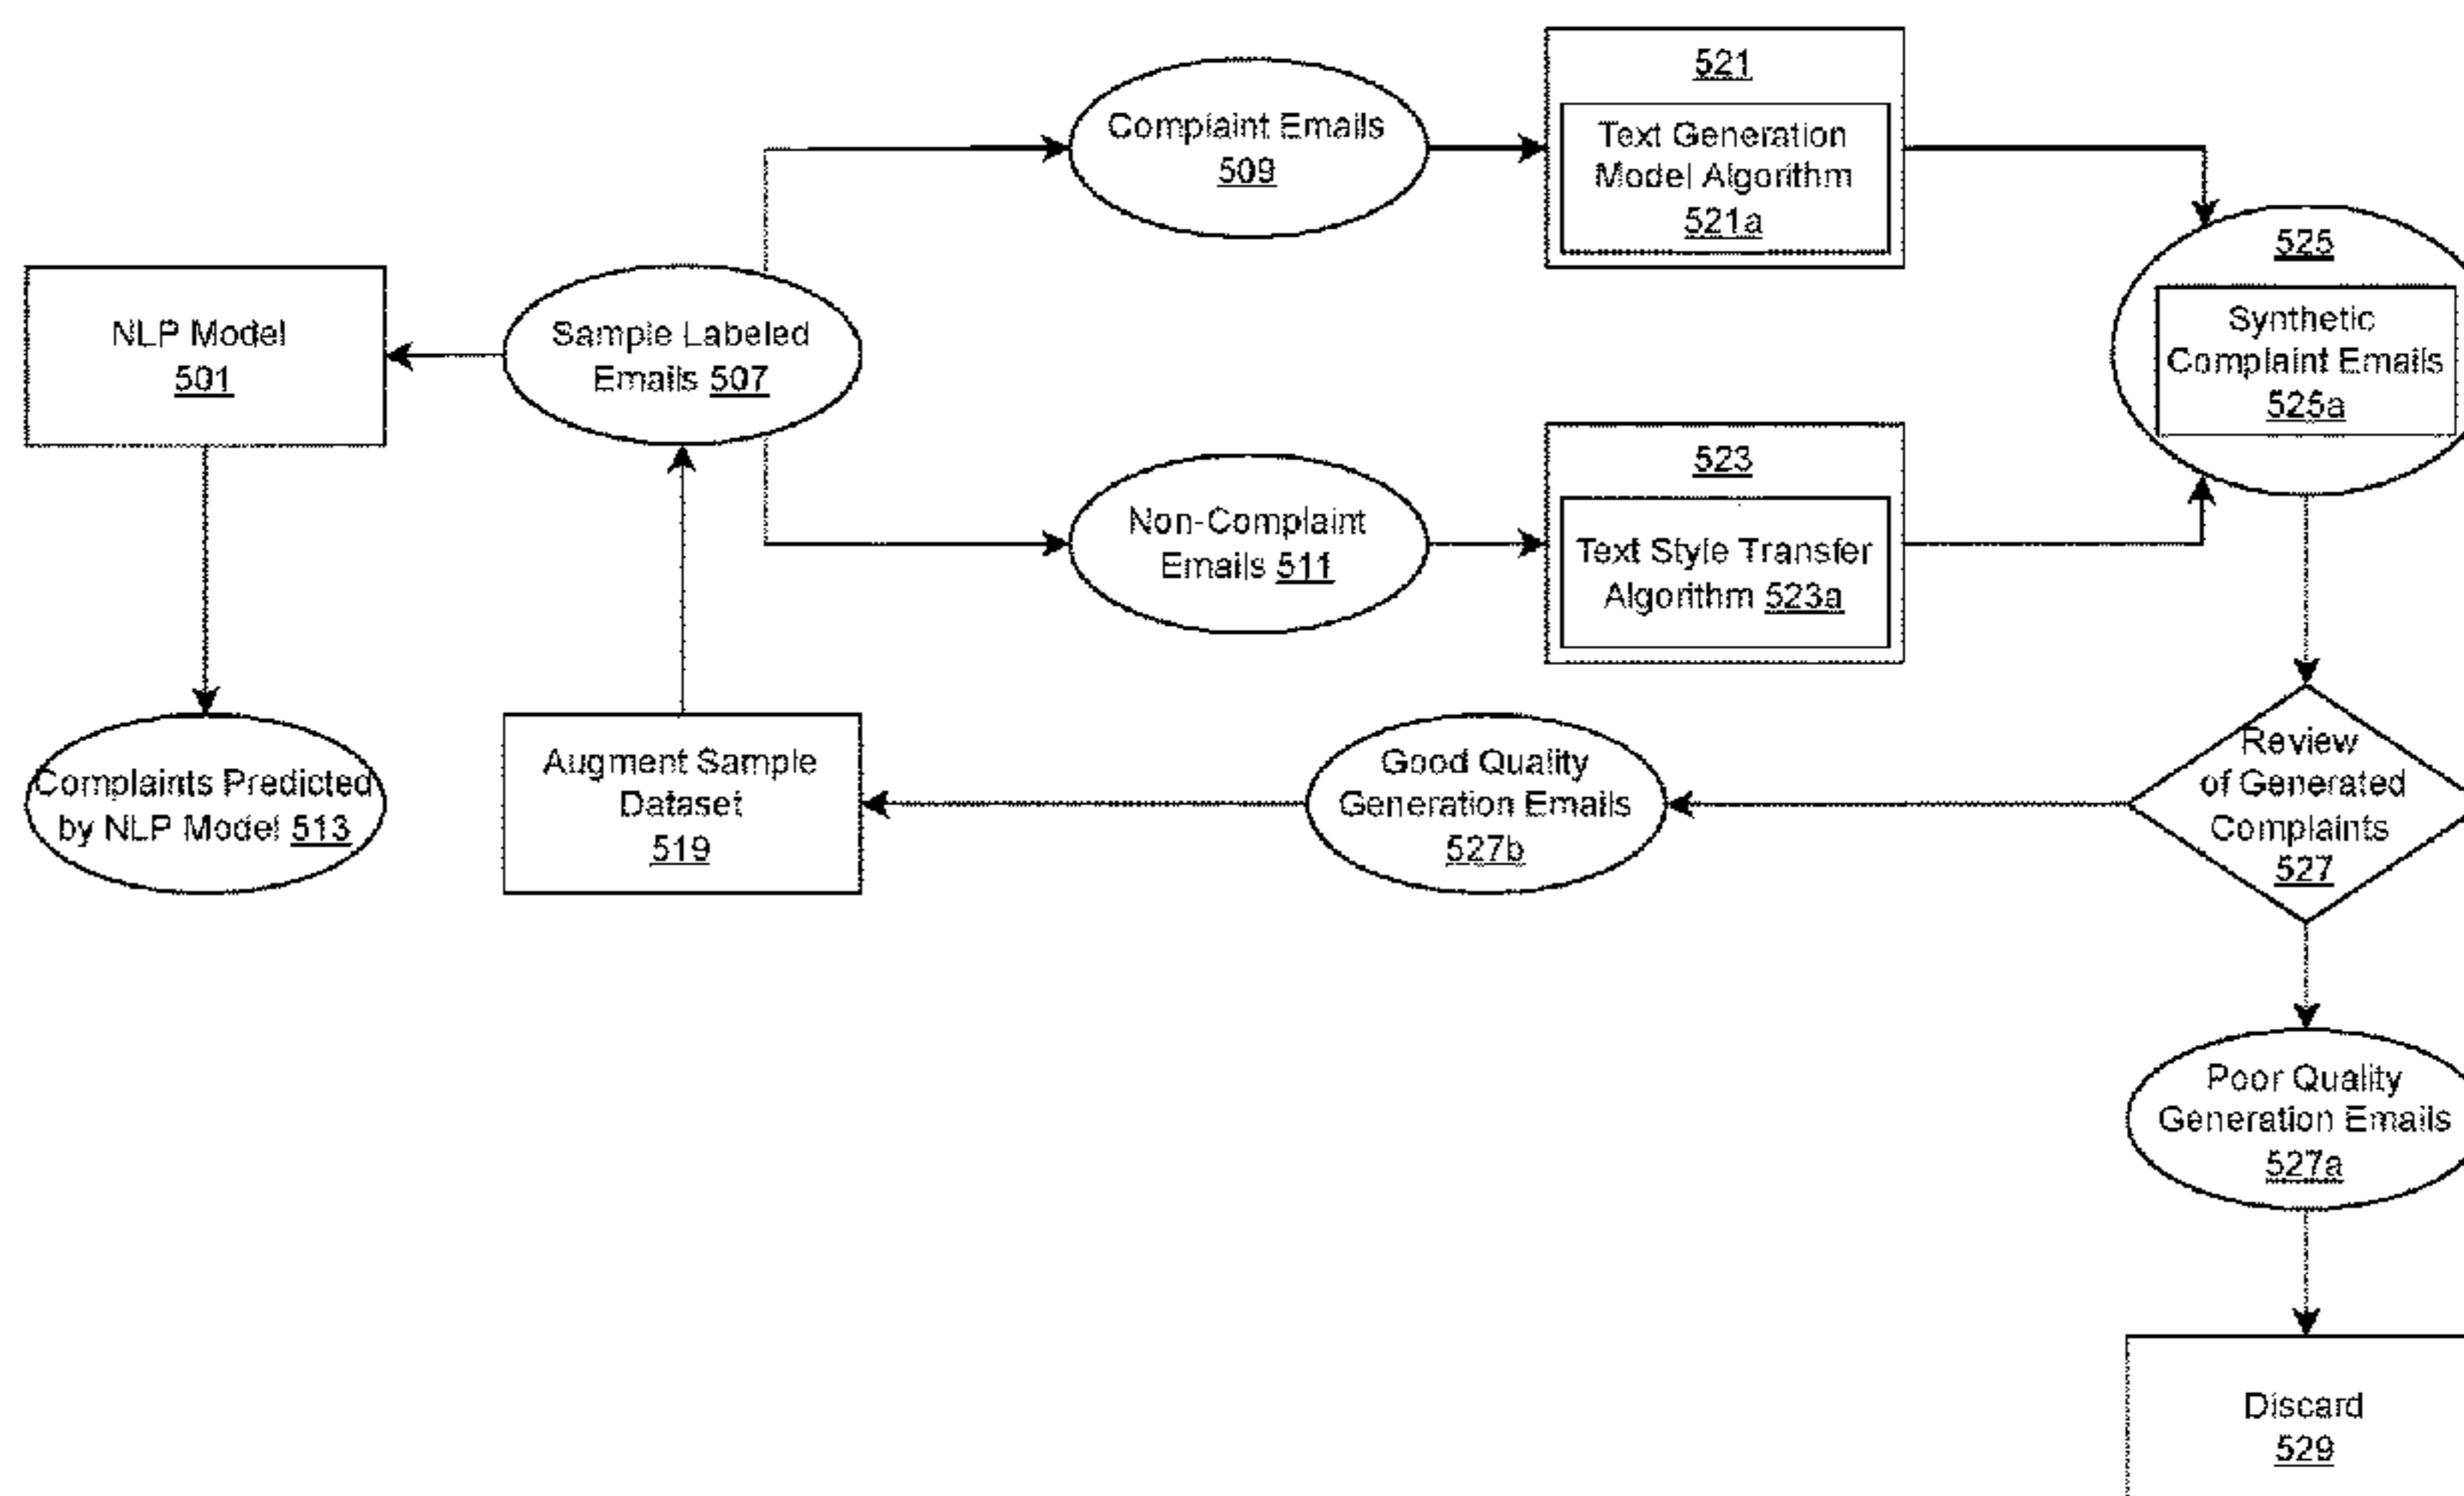 521
Complaint Emails
509
Text Generation
Model Algorithm
521a
525
Synthetic
Complaint Emails
525a
NLP Model
501
Sample Labeled
Emails 507
523
Non-Complaint
Emails 511
Text Style Transfer
Algorithm 523a
Complaints Predicted
by NLP Model 513
Augment Sample
Dataset
519
Good Quality
Generation Emails
527b
Review
of Generated
Complaints
527
Poor Quality
Generation Emails
527a
Discard
529